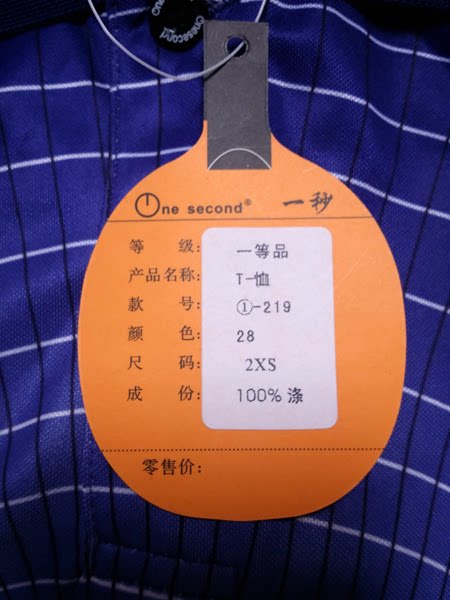 Onesecond
One second® 一秒
等 级: 一等品
产品名称: T-恤
款 号: ①-219
颜 色: 28
尺 码: 2XS
成 份: 100% 涤
零售价: